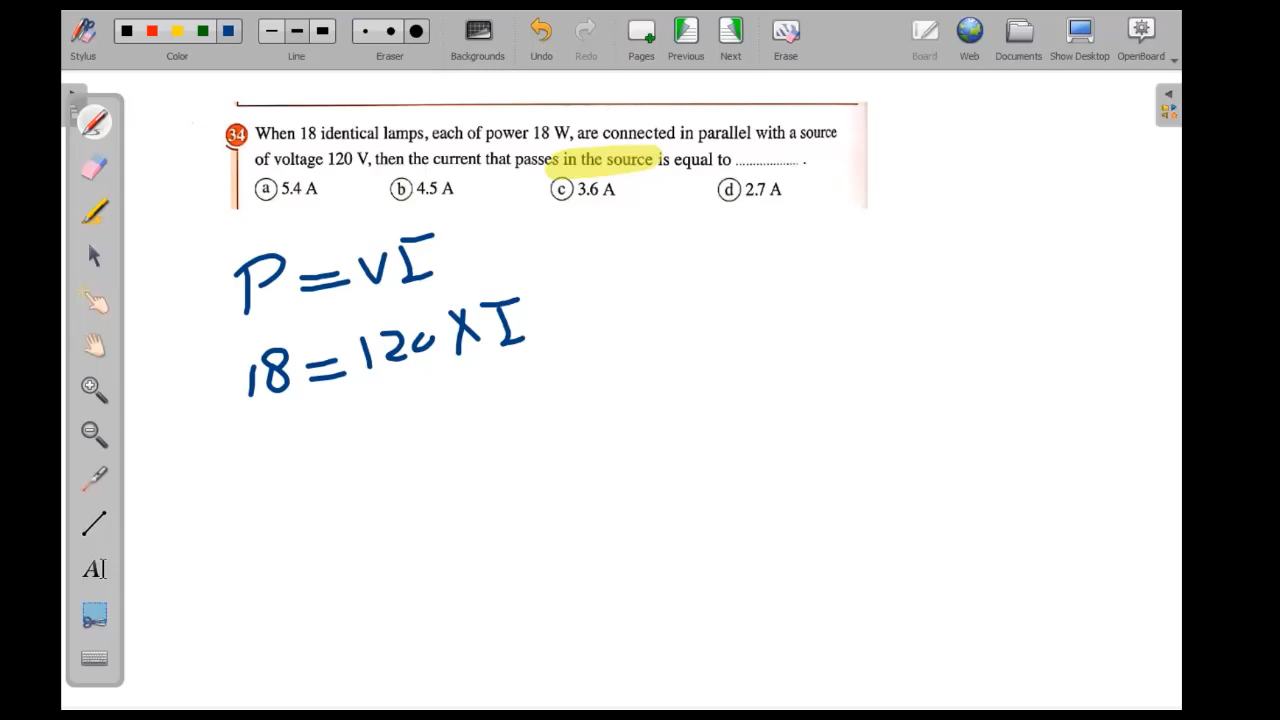 Stylus
Color
Line
Eraser
Backgrounds
Undo
Redo
Pages
Previous
Next
Erase
Board
Web
Documents
Show Desktop
OpenBoard
34 When 18 identical lamps, each of power 18 W, are connected in parallel with a source
of voltage 120 V, then the current that passes in the source is equal to .................. .
a 5.4 A b 4.5 A c 3.6 A d 2.7 A
P = VI
18 = 120 X I
AI